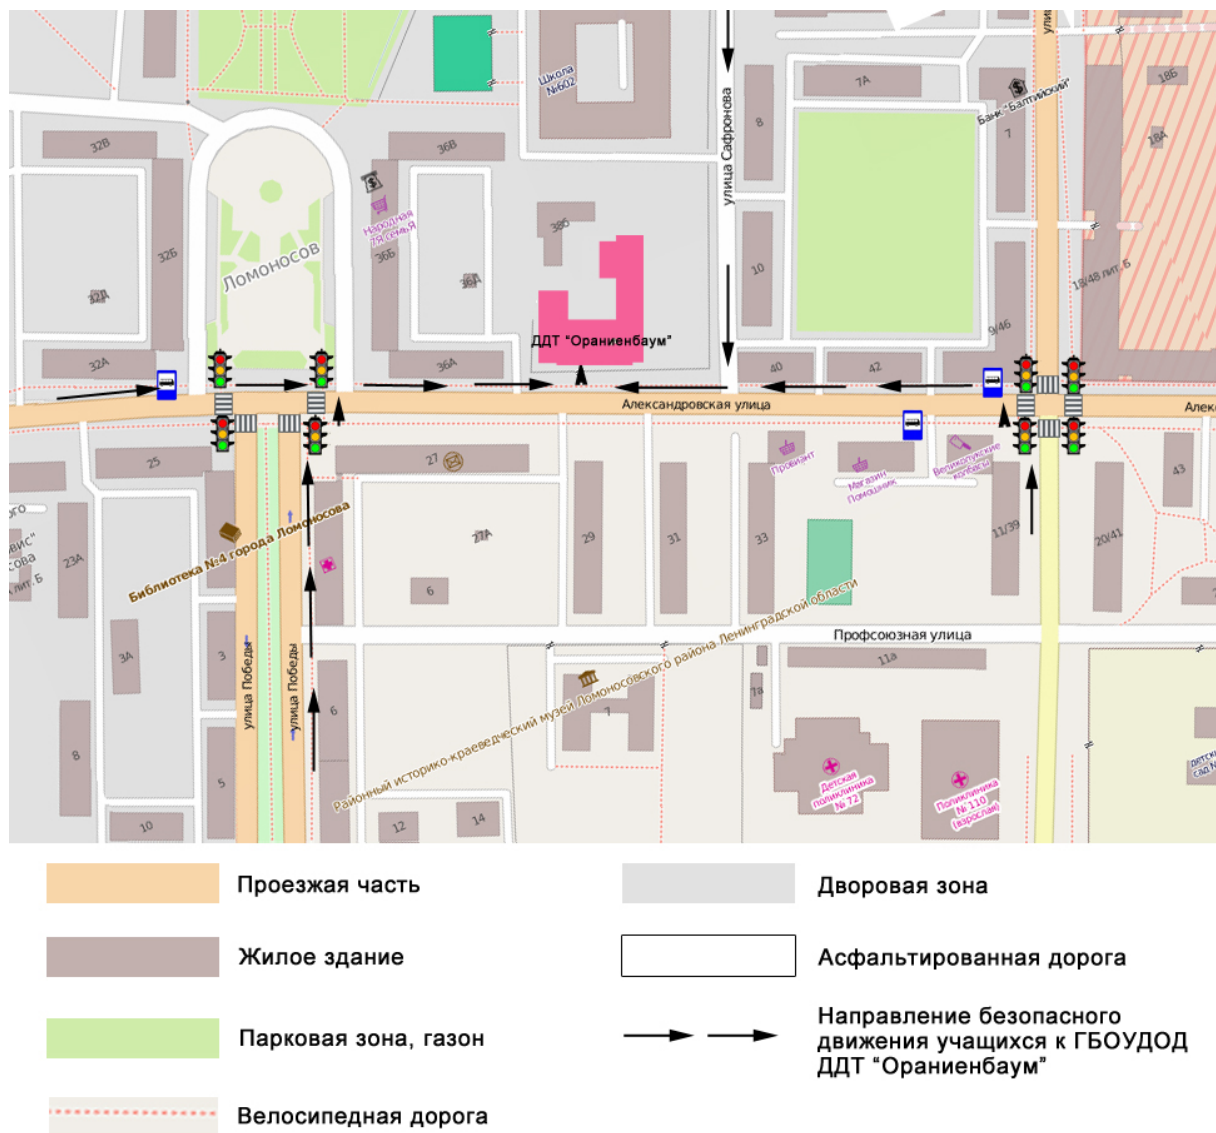 Школа
№602
улица Сафронова
8
7А
Банк "Балтийский"
7
18Б
18А
32В
36В
Народная
7Я семьЯ
32Б
36Б
38б
Ломоносов
32Д
36Д
10
18/48 лит. Б
9/46
ДДТ "Ораниенбаум"
32А
36А
40
42
Александровская улица
25
27
Провиант
Магазин
Помощник
Великолукские
колбасы
43
Библиотека №4 города Ломоносова
23А
27А
29
31
33
11/39
20/41
6
Районный историко-краеведческий музей Ломоносовского района Ленинградской области
Профсоюзная улица
3А
3
улица Победы
улица Победы
6
11а
7а
7
8
5
10
12
14
Детская
поликлиника
№ 72
Поликлиника
№ 110
(взрослая)
Проезжая часть
Дворовая зона
Жилое здание
Асфальтированная дорога
Парковая зона, газон
Направление безопасного
движения учащихся к ГБОУДОД
ДДТ "Ораниенбаум"
Велосипедная дорога